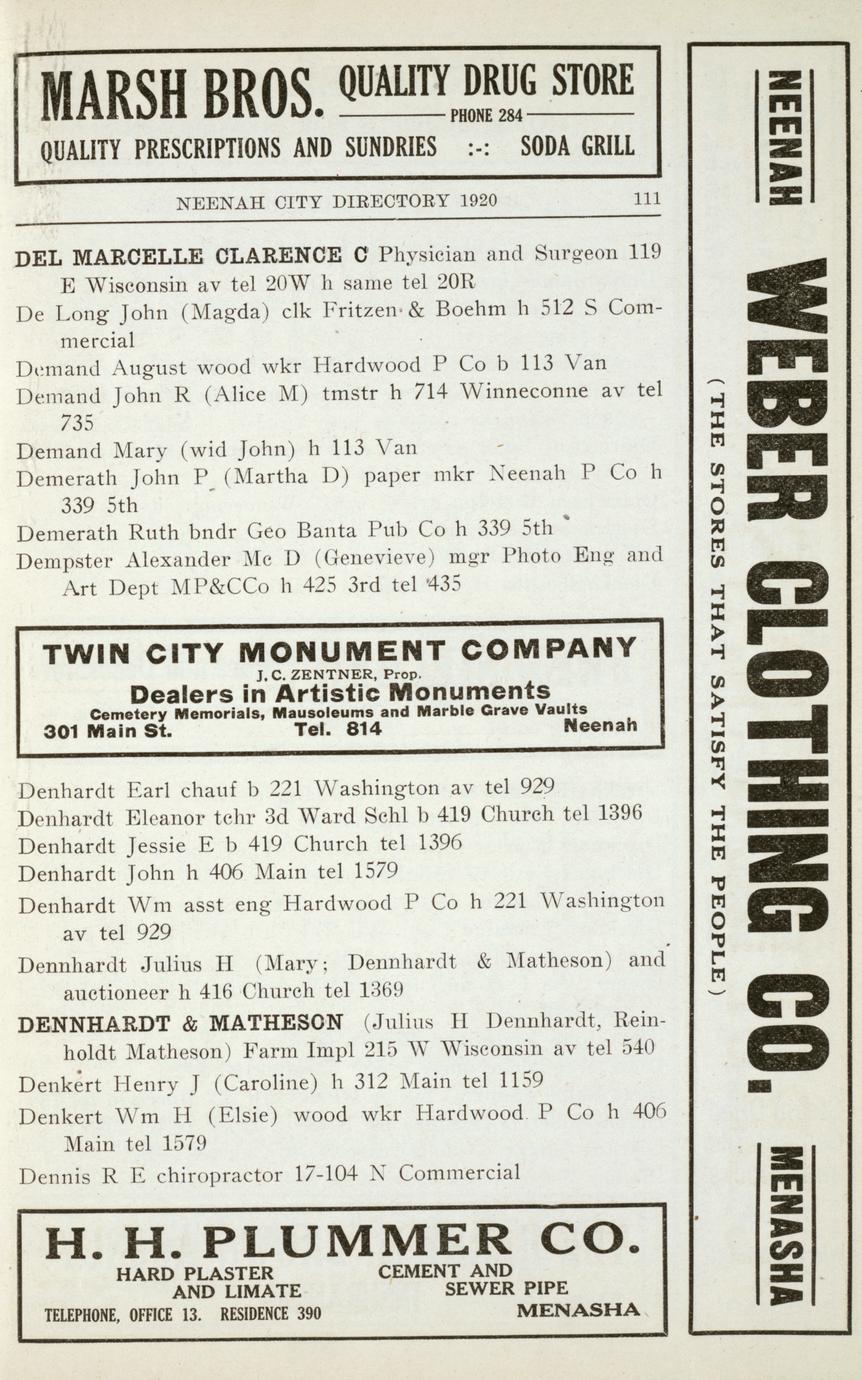 MARSH BROS. QUALITY DRUG STORE
PHONE 284
QUALITY PRESCRIPTIONS AND SUNDRIES :-: SODA GRILL
NEENAH CITY DIRECTORY 1920 111
DEL MARCELLE CLARENCE C Physician and Surgeon 119
E Wisconsin av tel 20W h same tel 20R
De Long John (Magda) clk Fritzen & Boehm h 512 S Com-
mercial
Demand August wood wkr Hardwood P Co b 113 Van
Demand John R (Alice M) tmstr h 714 Winneconne av tel
735
Demand Mary (wid John) h 113 Van
Demerath John P (Martha D) paper mkr Neenah P Co h
339 5th
Demerath Ruth bndr Geo Banta Pub Co h 339 5th
Dempster Alexander Mc D (Genevieve) mgr Photo Eng and
Art Dept MP&CCo h 425 3rd tel 435
TWIN CITY MONUMENT COMPANY
J. C. ZENTNER, Prop.
Dealers in Artistic Monuments
Cemetery Memorials, Mausoleums and Marble Grave Vaults
301 Main St. Tel. 814 Neenah
Denhardt Earl chauf b 221 Washington av tel 929
Denhardt Eleanor tchr 3d Ward Schl b 419 Church tel 1396
Denhardt Jessie E b 419 Church tel 1396
Denhardt John h 406 Main tel 1579
Denhardt Wm asst eng Hardwood P Co h 221 Washington
av tel 929
Dennhardt Julius H (Mary; Dennhardt & Matheson) and
auctioneer h 416 Church tel 1369
DENNHARDT & MATHESON (Julius H Dennhardt, Rein-
holdt Matheson) Farm Impl 215 W Wisconsin av tel 540
Denkert Henry J (Caroline) h 312 Main tel 1159
Denkert Wm H (Elsie) wood wkr Hardwood P Co h 406
Main tel 1579
Dennis R E chiropractor 17-104 N Commercial
H. H. PLUMMER CO.
HARD PLASTER CEMENT AND
AND LIMATE SEWER PIPE
TELEPHONE, OFFICE 13. RESIDENCE 390 MENASHA
NEENAH WEBER CLOTHING CO. MENASHA
(THE STORES THAT SATISFY THE PEOPLE)